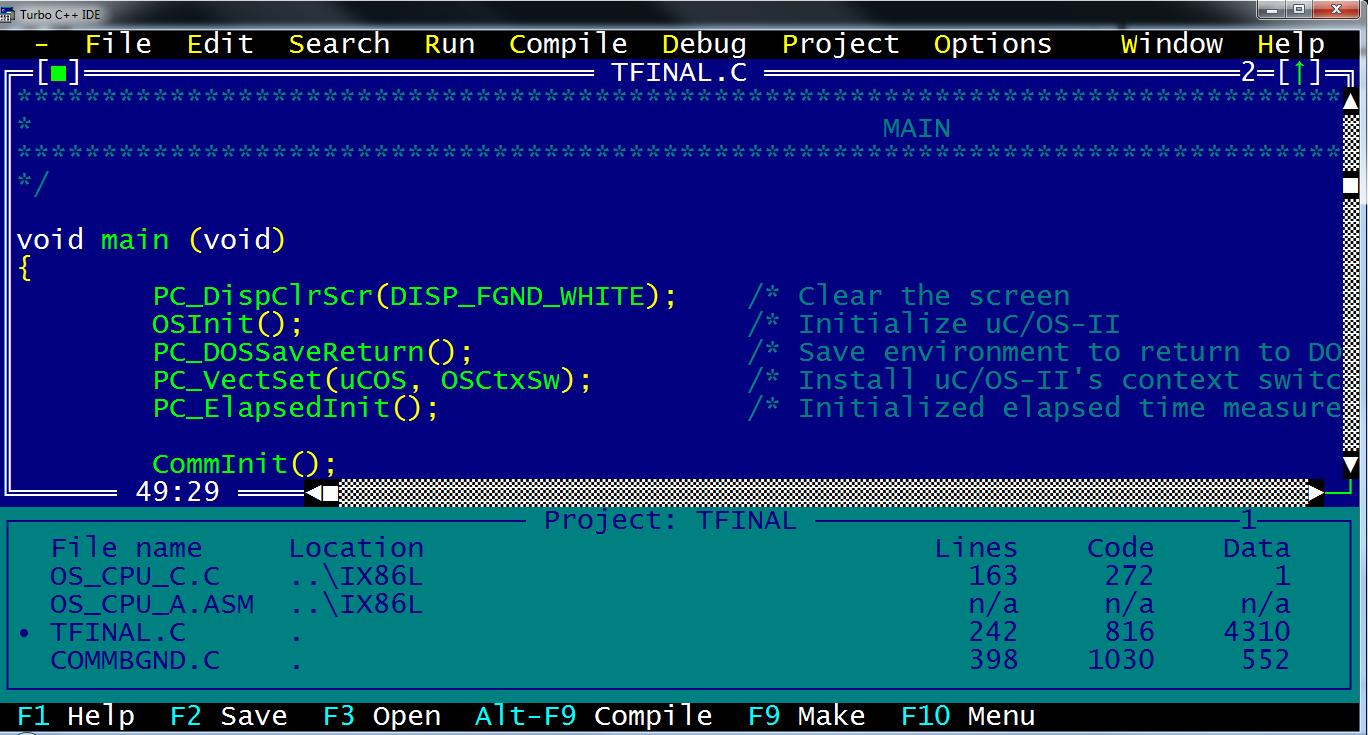 Turbo C++ IDE
- File Edit Search Run Compile Debug Project Options Window Help
[■] TFINAL.C 2=[↑]
*******************************************************************************
* MAIN
*******************************************************************************
*/
void main (void)
{
PC_DispClrScr(DISP_FGND_WHITE); /* Clear the screen
OSInit(); /* Initialize uC/OS-II
PC_DOSSaveReturn(); /* Save environment to return to DO
PC_VectSet(uCOS, OSCtxSw); /* Install uC/OS-II's context switc
PC_ElapsedInit(); /* Initialized elapsed time measure
CommInit();
49:29
Project: TFINAL 1
File name Location Lines Code Data
OS_CPU_C.C ..\IX86L 163 272 1
OS_CPU_A.ASM ..\IX86L n/a n/a n/a
• TFINAL.C . 242 816 4310
COMMBGND.C . 398 1030 552
F1 Help F2 Save F3 Open Alt-F9 Compile F9 Make F10 Menu